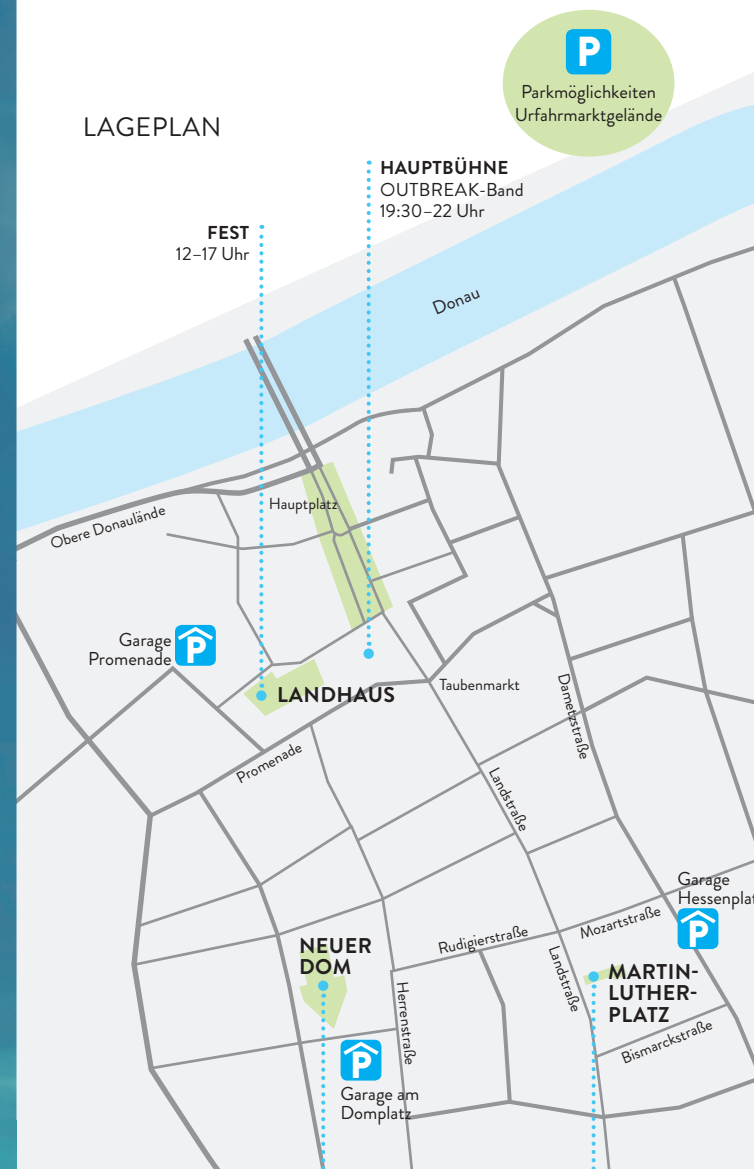 P
Parkmöglichkeiten
Urfahrmarktgelände
LAGEPLAN
HAUPTBÜHNE
OUTBREAK-Band
19:30–22 Uhr
FEST
12–17 Uhr
Donau
Hauptplatz
Obere Donaulände
Garage
Promenade
P
LANDHAUS
Taubenmarkt
Dametzstraße
Promenade
Landstraße
Garage
Hessenplat
P
Mozartstraße
Rudigierstraße
NEUER
DOM
Landstraße
MARTIN-
LUTHER-
PLATZ
Herrenstraße
Bismarckstraße
P
Garage am
Domplatz